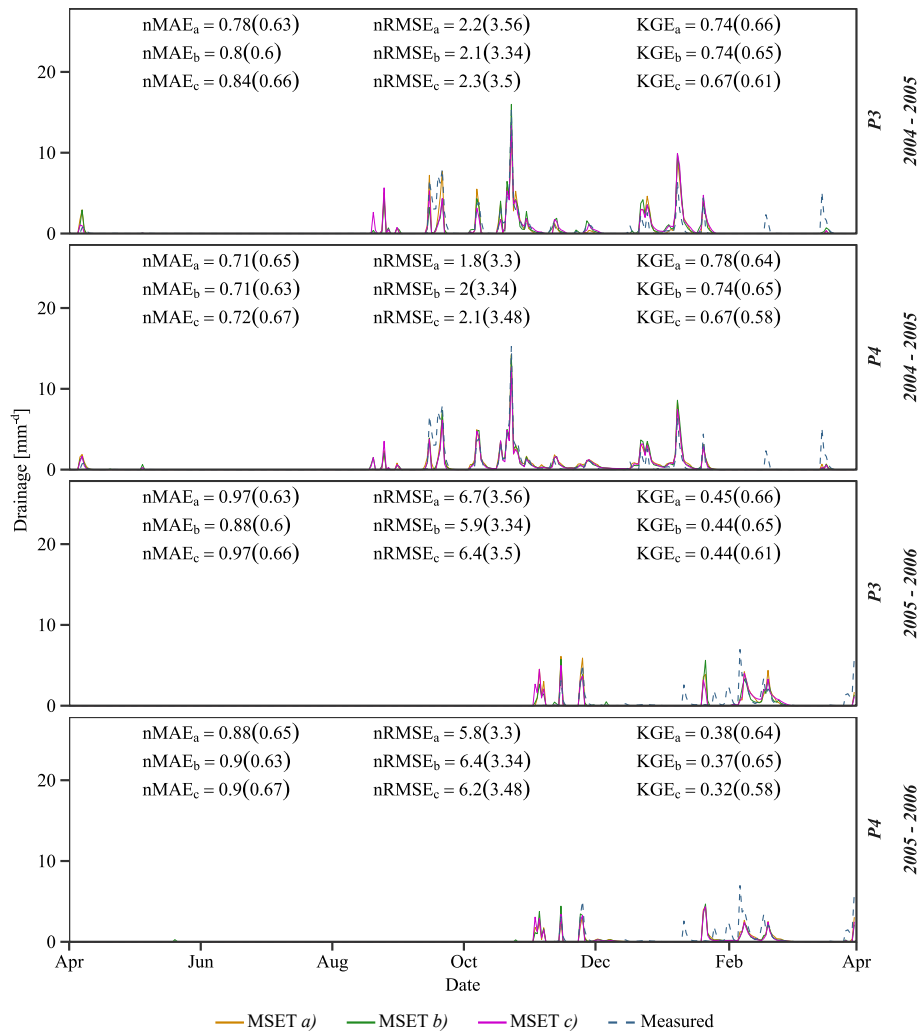 nMAEa = 0.78(0.63) nRMSEa = 2.2(3.56) KGEa = 0.74(0.66)
nMAEb = 0.8(0.6) nRMSEb = 2.1(3.34) KGEb = 0.74(0.65)
nMAEc = 0.84(0.66) nRMSEc = 2.3(3.5) KGEc = 0.67(0.61)
20
10
0
P3
2004 - 2005
nMAEa = 0.71(0.65) nRMSEa = 1.8(3.3) KGEa = 0.78(0.64)
nMAEb = 0.71(0.63) nRMSEb = 2(3.34) KGEb = 0.74(0.65)
nMAEc = 0.72(0.67) nRMSEc = 2.1(3.48) KGEc = 0.67(0.58)
20
10
0
P4
2004 - 2005
Drainage [mm-d]
nMAEa = 0.97(0.63) nRMSEa = 6.7(3.56) KGEa = 0.45(0.66)
nMAEb = 0.88(0.6) nRMSEb = 5.9(3.34) KGEb = 0.44(0.65)
nMAEc = 0.97(0.66) nRMSEc = 6.4(3.5) KGEc = 0.44(0.61)
20
10
0
P3
2005 - 2006
nMAEa = 0.88(0.65) nRMSEa = 5.8(3.3) KGEa = 0.38(0.64)
nMAEb = 0.9(0.63) nRMSEb = 6.4(3.34) KGEb = 0.37(0.65)
nMAEc = 0.9(0.67) nRMSEc = 6.2(3.48) KGEc = 0.32(0.58)
20
10
0
P4
2005 - 2006
Apr Jun Aug Oct Dec Feb Apr
Date
MSET a) MSET b) MSET c) Measured